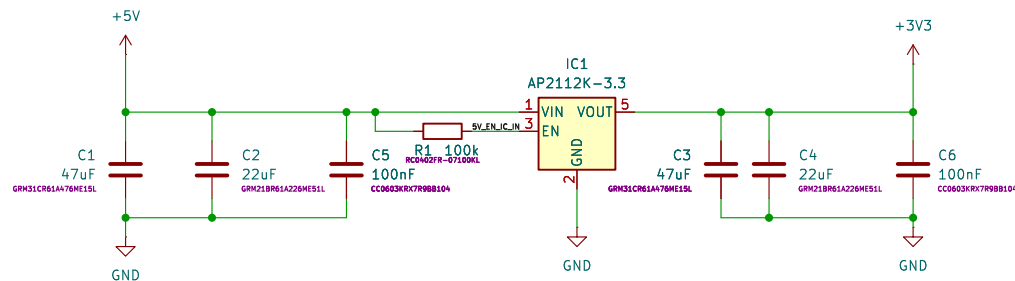 +5V
+3V3
IC1
AP2112K-3.3
1 VIN VOUT 5
3 EN
5V_EN_IC_IN
GND
2
R1 100k
RC0402FR-07100KL
C1
47uF
GRM31CR61A476ME15L
C2
22uF
GRM21BR61A226ME51L
C5
100nF
CC0603KRX7R9BB104
C3
47uF
GRM31CR61A476ME15L
C4
22uF
GRM21BR61A226ME51L
C6
100nF
CC0603KRX7R9BB104
GND
GND
GND